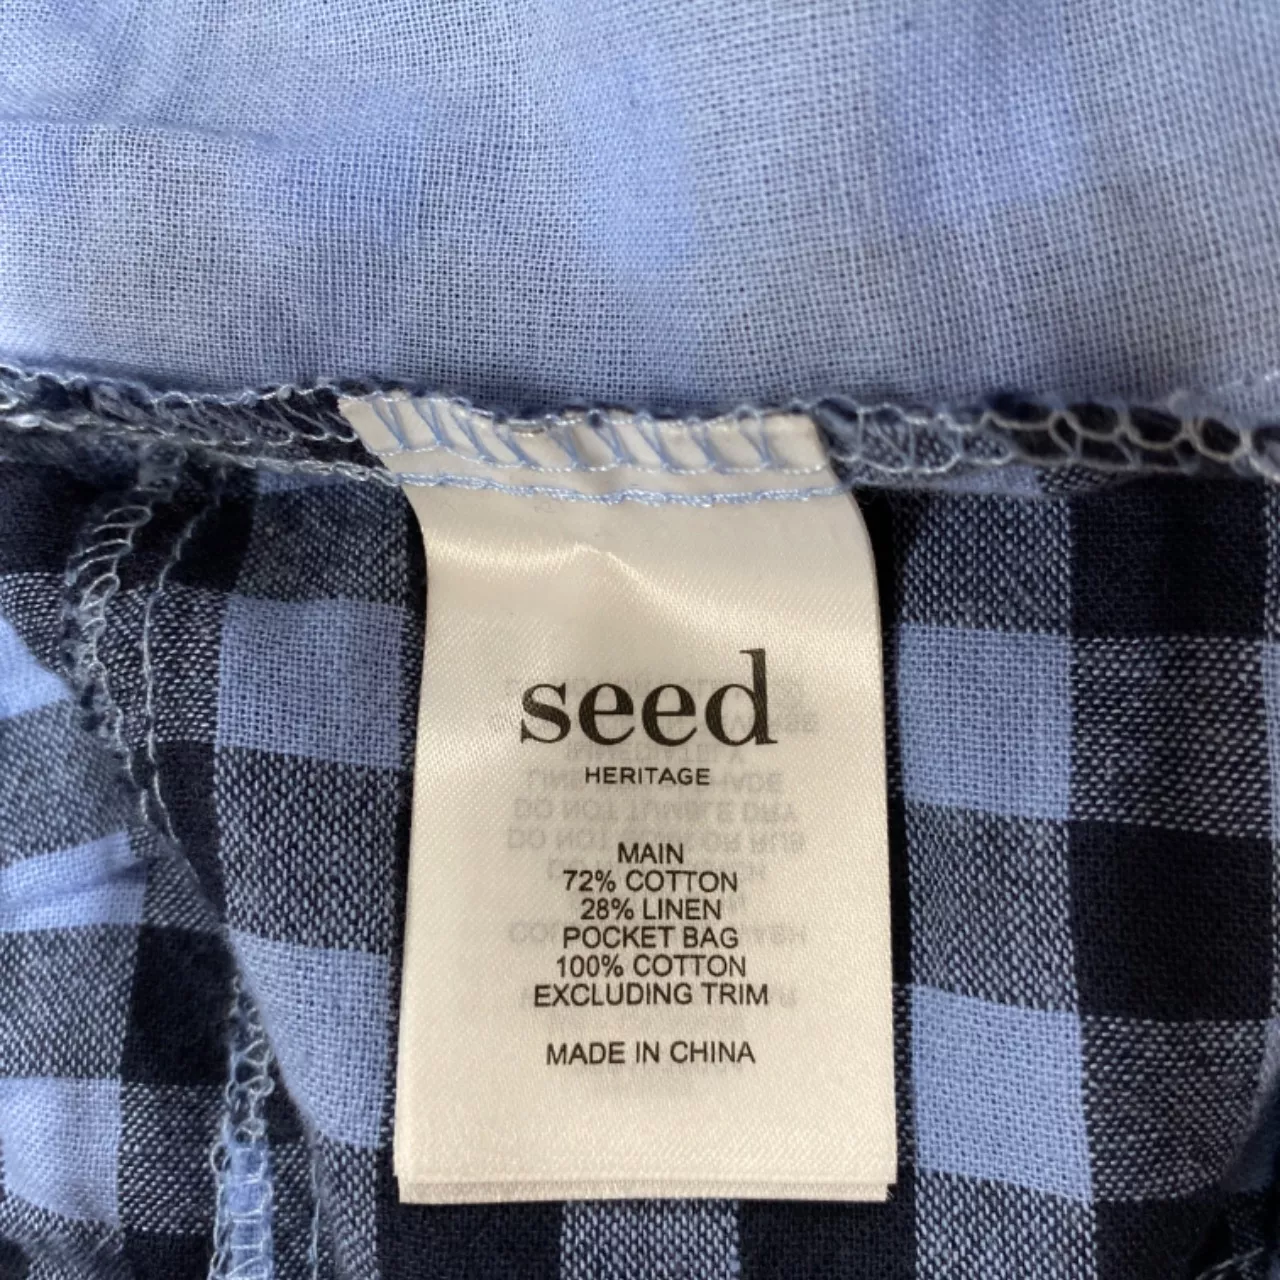 seed
HERITAGE
MAIN
72% COTTON
28% LINEN
POCKET BAG
100% COTTON
EXCLUDING TRIM
MADE IN CHINA